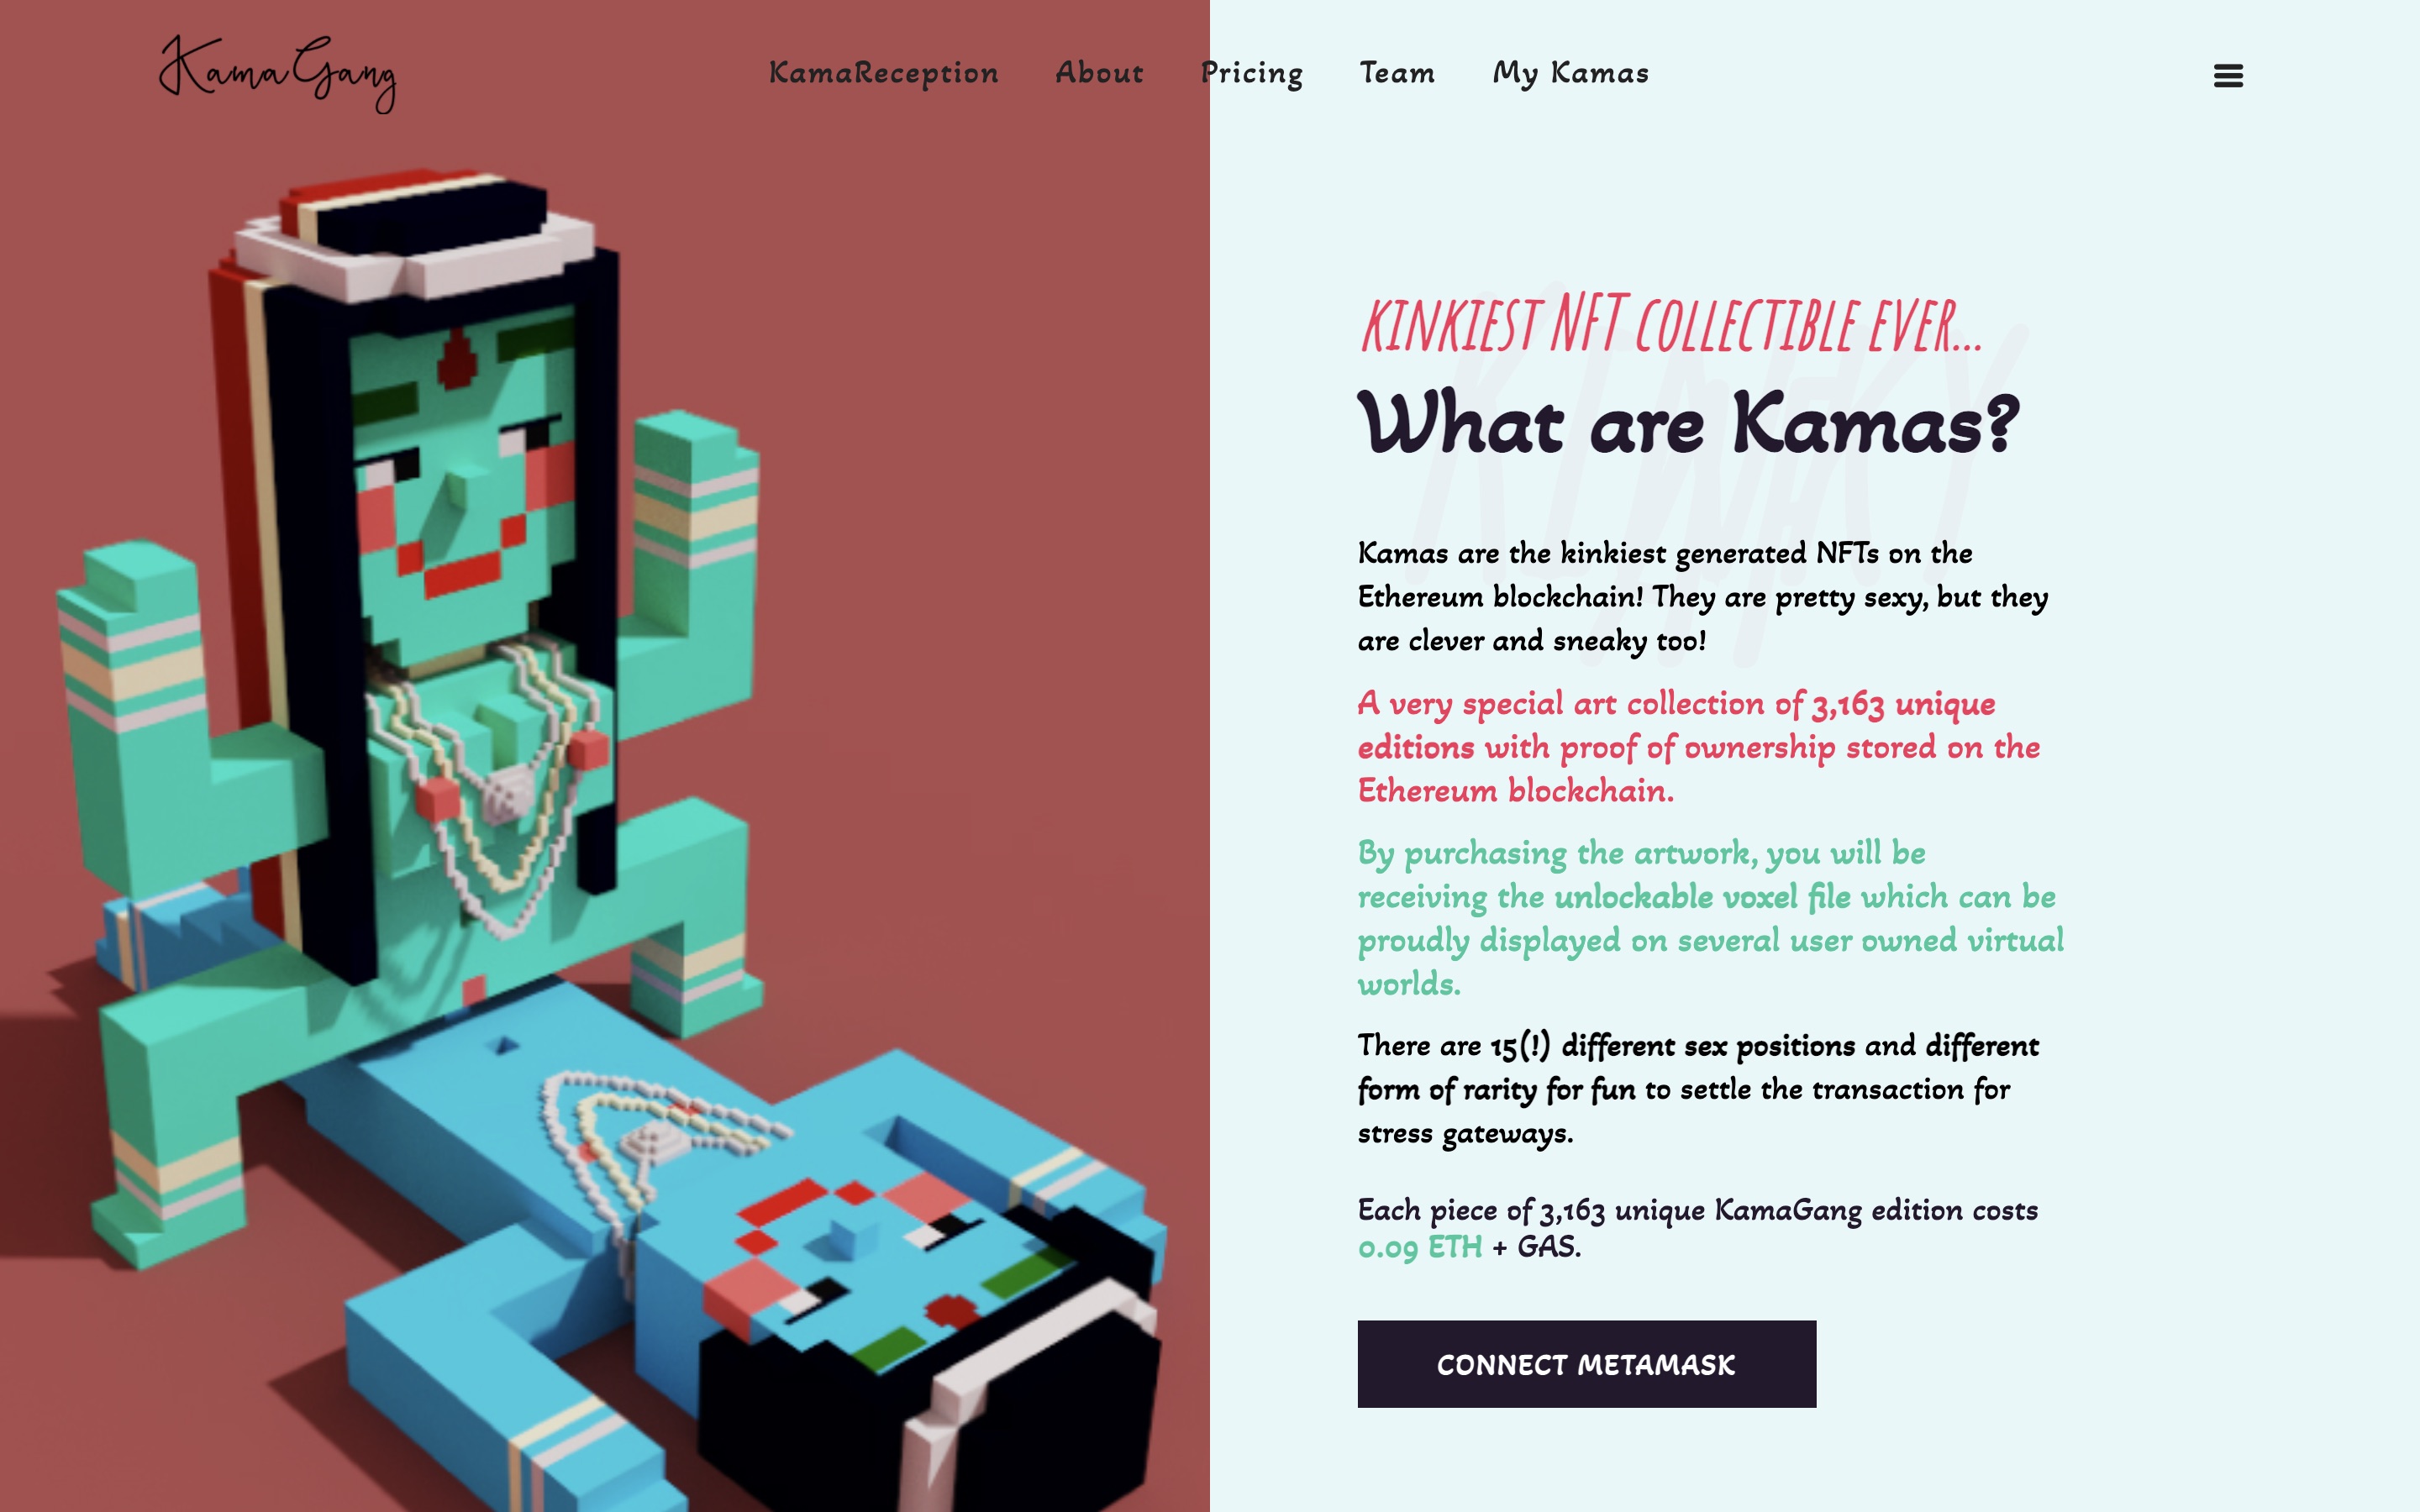 KamaGang
KamaReception About Pricing Team My Kamas
KINKY
KINKIEST NFT COLLECTIBLE EVER...
What are Kamas?
Kamas are the kinkiest generated NFTs on the
Ethereum blockchain! They are pretty sexy, but they
are clever and sneaky too!
A very special art collection of 3,163 unique
editions with proof of ownership stored on the
Ethereum blockchain.
By purchasing the artwork, you will be
receiving the unlockable voxel file which can be
proudly displayed on several user owned virtual
worlds.
There are 15(!) different sex positions and different
form of rarity for fun to settle the transaction for
stress gateways.
Each piece of 3,163 unique KamaGang edition costs
0.09 ETH + GAS.
CONNECT METAMASK